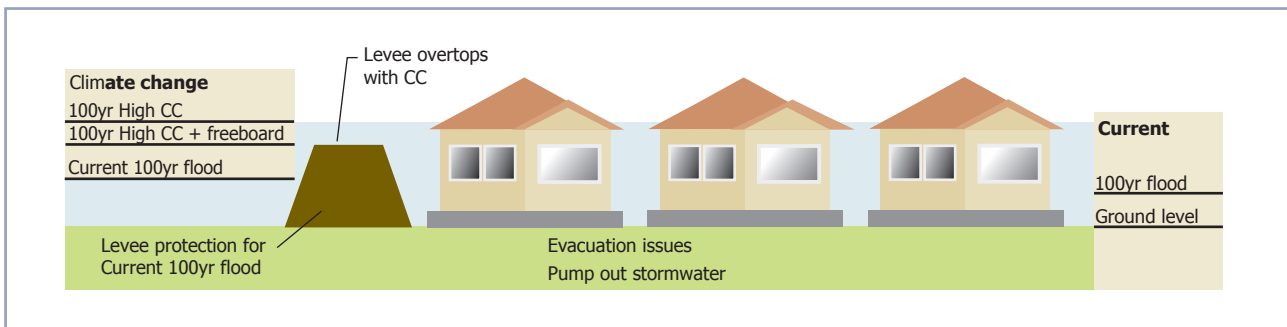 Levee overtops
with CC
Climate change
100yr High CC
100yr High CC + freeboard
Current 100yr flood
Current
100yr flood
Ground level
Levee protection for
Current 100yr flood
Evacuation issues
Pump out stormwater